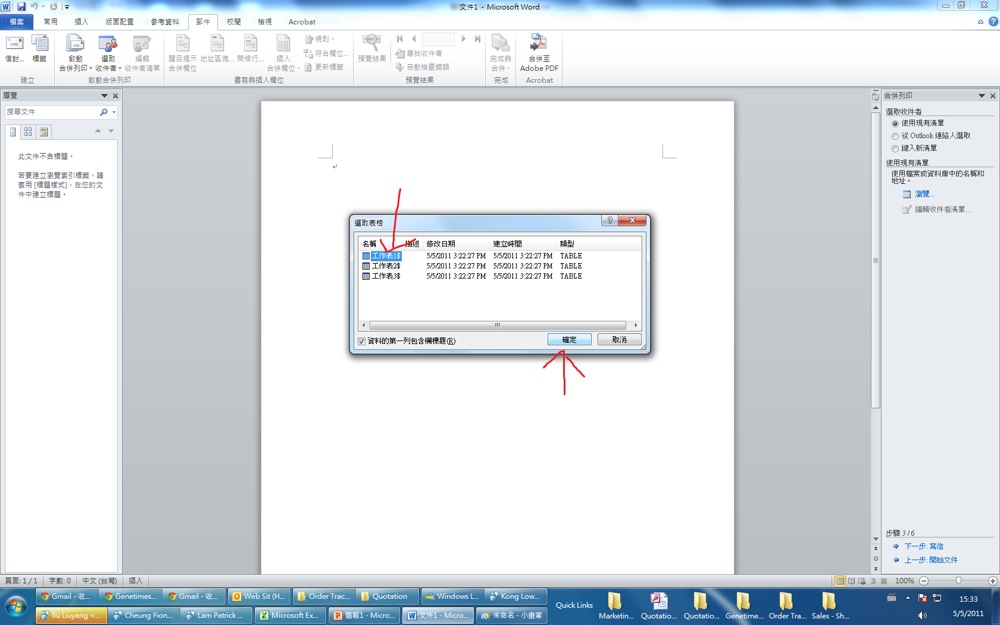 文件1 - Microsoft Word
檔案 常用 插入 版面配置 參考資料 郵件 校閱 檢視 Acrobat
信封... 標籤
建立
啟動
合併列印
選取
收件者
編輯
收件者清單
啟動合併列印
醒目提示
合併欄位
地址區塊...
問候行...
插入
合併欄位
規則
符合欄位...
更新標籤
書寫與插入欄位
預覽結果
尋找收件者
自動檢查錯誤
預覽結果
完成與
合併
完成
合併至
Adobe PDF
Acrobat
導覽
搜尋文件
此文件不含標題。
若要建立瀏覽索引標籤，請
套用 [標題樣式]，在您的文
件中建立標題。
選取表格
名稱 描述 修改日期 建立時間 類型
工作表1$ 5/5/2011 3:22:27 PM 5/5/2011 3:22:27 PM TABLE
工作表2$ 5/5/2011 3:22:27 PM 5/5/2011 3:22:27 PM TABLE
工作表3$ 5/5/2011 3:22:27 PM 5/5/2011 3:22:27 PM TABLE
資料的第一列包含欄標題(R)
確定 取消
合併列印
選取收件者
使用現有清單
從 Outlook 連絡人選取
鍵入新清單
使用現有清單
使用檔案或資料庫中的名稱和
地址。
瀏覽...
編輯收件者清單...
步驟 3 / 6
下一步: 寫信
上一步: 開始文件
頁面: 1 / 1 字數: 0 中文 (台灣) 插入 100%
Gmail - 收... Genetimes... Gmail - 收... Web Sit (H... Order Trac... Quotation Windows L... Kong Low...
liu Liuyang <... Cheung Fion... Lam Patrick ... Microsoft Ex... 簡報1 - Micro... 文件1 - Micro... 未命名 - 小畫家
Quick Links
Marketin... Quotatio... Quotatio... Genetime... Order Tra... Sales - Sh...
15:33
5/5/2011